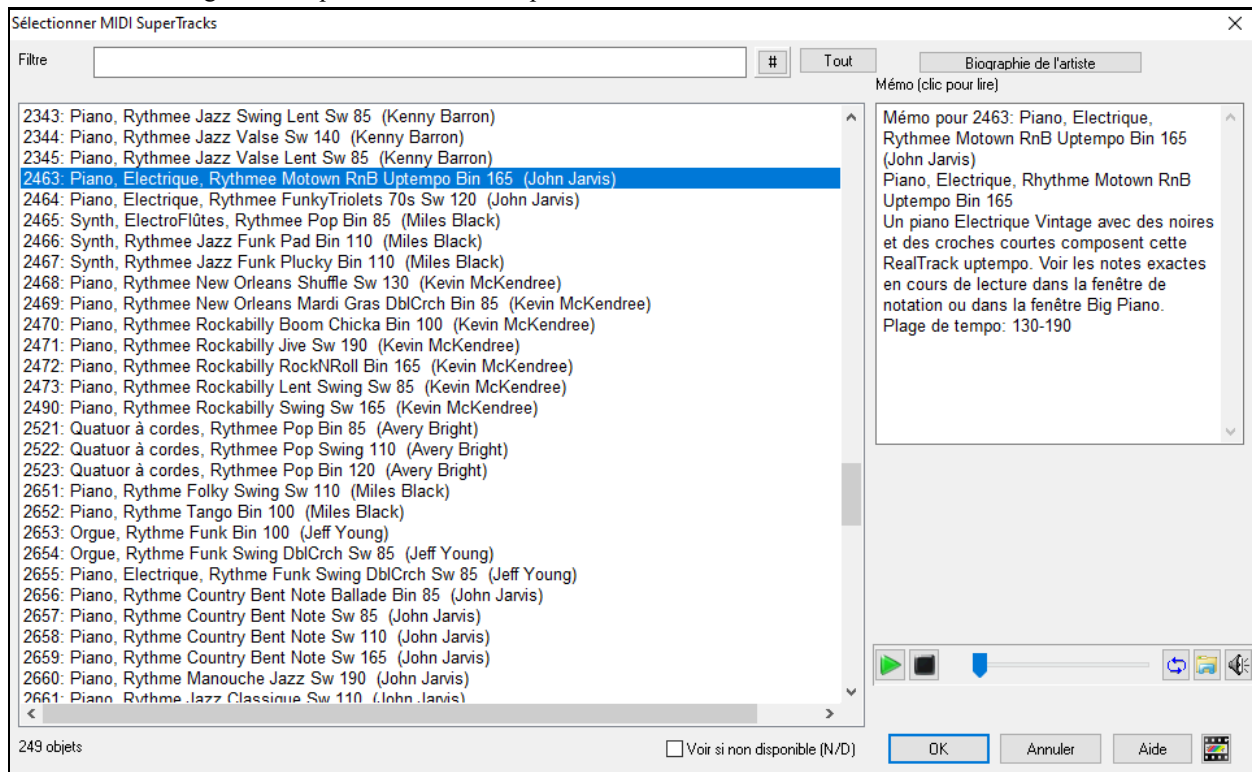 Sélectionner MIDI SuperTracks
Filtre
#
Tout
Biographie de l'artiste
Mémo (clic pour lire)
2343: Piano, Rythmee Jazz Swing Lent Sw 85 (Kenny Barron)
2344: Piano, Rythmee Jazz Valse Sw 140 (Kenny Barron)
2345: Piano, Rythmee Jazz Valse Lent Sw 85 (Kenny Barron)
2463: Piano, Electrique, Rythmee Motown RnB Uptempo Bin 165 (John Jarvis)
2464: Piano, Electrique, Rythmee FunkyTriolets 70s Sw 120 (John Jarvis)
2465: Synth, ElectroFlûtes, Rythmee Pop Bin 85 (Miles Black)
2466: Synth, Rythmee Jazz Funk Pad Bin 110 (Miles Black)
2467: Synth, Rythmee Jazz Funk Plucky Bin 110 (Miles Black)
2468: Piano, Rythmee New Orleans Shuffle Sw 130 (Kevin McKendree)
2469: Piano, Rythmee New Orleans Mardi Gras DblCrch Bin 85 (Kevin McKendree)
2470: Piano, Rythmee Rockabilly Boom Chicka Bin 100 (Kevin McKendree)
2471: Piano, Rythmee Rockabilly Jive Sw 190 (Kevin McKendree)
2472: Piano, Rythmee Rockabilly RockNRoll Bin 165 (Kevin McKendree)
2473: Piano, Rythmee Rockabilly Lent Swing Sw 85 (Kevin McKendree)
2490: Piano, Rythmee Rockabilly Swing Sw 165 (Kevin McKendree)
2521: Quatuor à cordes, Rythmee Pop Bin 85 (Avery Bright)
2522: Quatuor à cordes, Rythmee Pop Swing 110 (Avery Bright)
2523: Quatuor à cordes, Rythmee Pop Bin 120 (Avery Bright)
2651: Piano, Rythme Folky Swing Sw 110 (Miles Black)
2652: Piano, Rythme Tango Bin 100 (Miles Black)
2653: Orgue, Rythme Funk Bin 100 (Jeff Young)
2654: Orgue, Rythme Funk Swing DblCrch Sw 85 (Jeff Young)
2655: Piano, Electrique, Rythme Funk Swing DblCrch Sw 85 (Jeff Young)
2656: Piano, Rythme Country Bent Note Ballade Bin 85 (John Jarvis)
2657: Piano, Rythme Country Bent Note Sw 85 (John Jarvis)
2658: Piano, Rythme Country Bent Note Sw 110 (John Jarvis)
2659: Piano, Rythme Country Bent Note Sw 165 (John Jarvis)
2660: Piano, Rythme Manouche Jazz Sw 190 (John Jarvis)
2661: Piano, Rythme Jazz Classique Sw 110 (John Jarvis)
Mémo pour 2463: Piano, Electrique,
Rythmee Motown RnB Uptempo Bin 165
(John Jarvis)
Piano, Electrique, Rhythme Motown RnB
Uptempo Bin 165
Un piano Electrique Vintage avec des noires
et des croches courtes composent cette
RealTrack uptempo. Voir les notes exactes
en cours de lecture dans la fenêtre de
notation ou dans la fenêtre Big Piano.
Plage de tempo: 130-190
249 objets
Voir si non disponible (N/D)
OK
Annuler
Aide